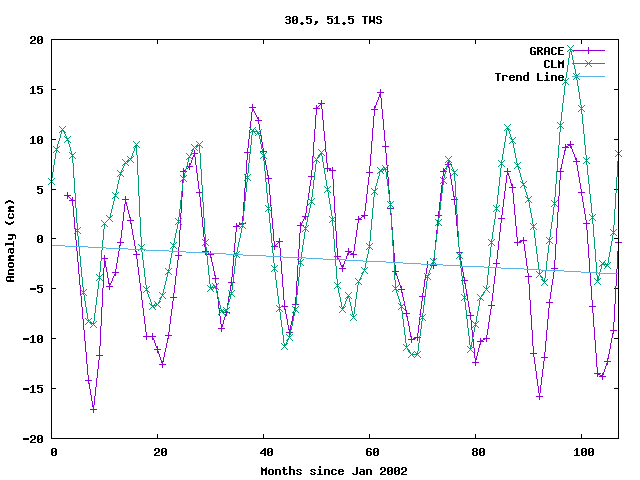 30.5, 51.5 TWS
GRACE
CLM
Trend Line
20
15
10
5
0
-5
-10
-15
-20
Anomaly (cm)
0 20 40 60 80 100
Months since Jan 2002